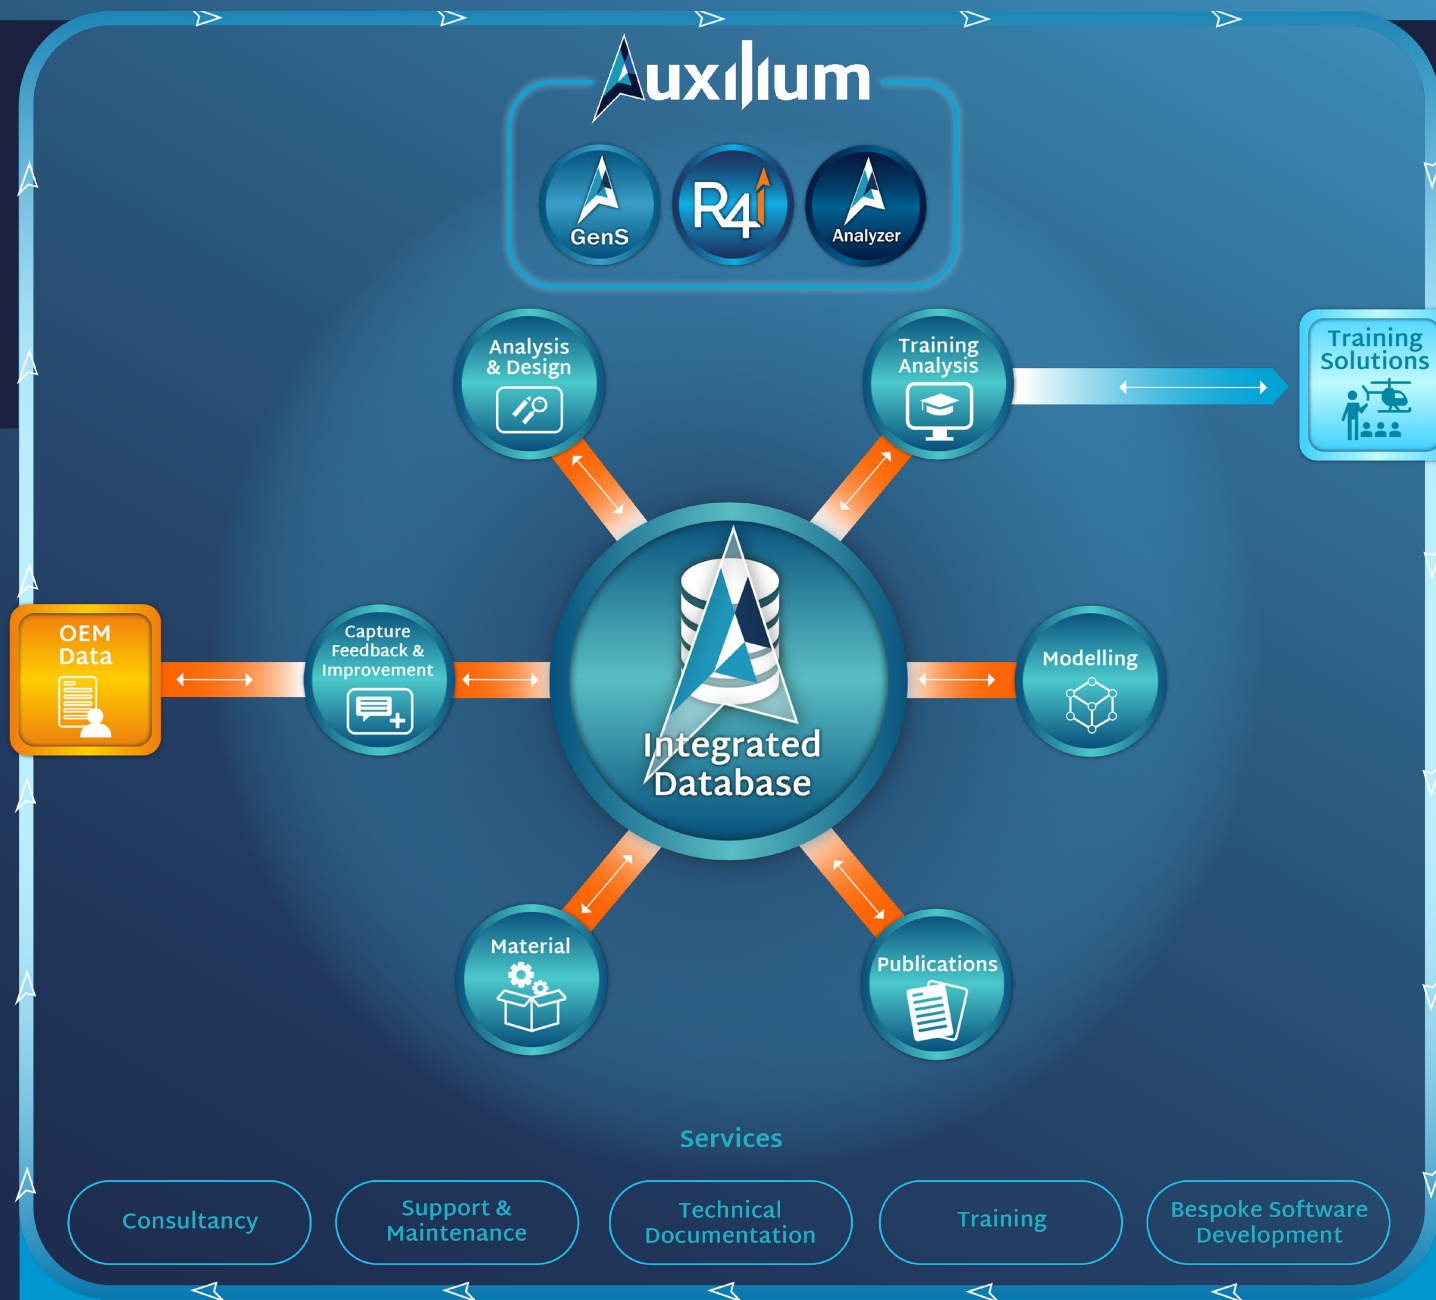 Auxilium
GenS
R4i
Analyzer
Analysis
& Design
Training
Analysis
Training
Solutions
OEM
Data
Capture
Feedback &
Improvement
Integrated
Database
Modelling
Material
Publications
Services
Consultancy
Support &
Maintenance
Technical
Documentation
Training
Bespoke Software
Development